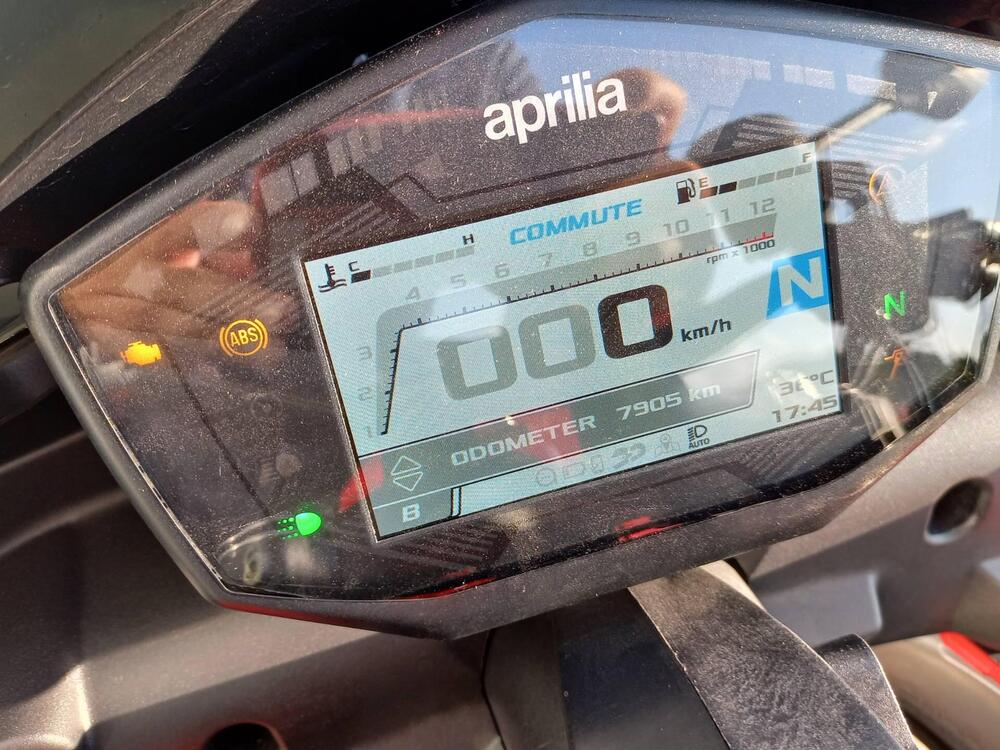 aprilia
COMMUTE
E F
C H
4 5 6 7 8 9 10 11 12
rpm x 1000
3
2
1
000 km/h
N
N
ABS
ODOMETER 7905 km
36°C
17:45
AUTO
B